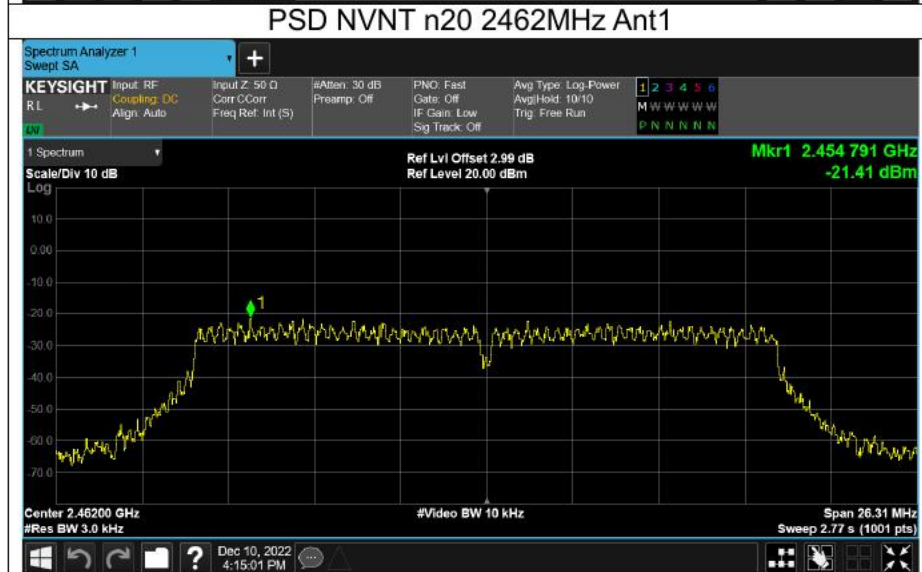 PSD NVNT n20 2462MHz Ant1
Spectrum Analyzer 1
Swept SA
+
KEYSIGHT Input: RF Input Z: 50 Ω #Atten: 30 dB PNO: Fast Avg Type: Log-Power 1 2 3 4 5 6
R L Coupling: DC Corr CCorr Preamp: Off Gate: Off Avg|Hold: 10/10 M W W W W W
Align: Auto Freq Ref: Int (S) IF Gain: Low Trig: Free Run
Sig Track: Off P N N N N N
LXI
1 Spectrum Ref Lvl Offset 2.99 dB Mkr1 2.454 791 GHz
Scale/Div 10 dB Ref Level 20.00 dBm -21.41 dBm
Log
10.0
0.00
-10.0
1
-20.0
-30.0
-40.0
-50.0
-60.0
-70.0
Center 2.46200 GHz #Video BW 10 kHz Span 26.31 MHz
#Res BW 3.0 kHz Sweep 2.77 s (1001 pts)
? Dec 10, 2022
4:15:01 PM